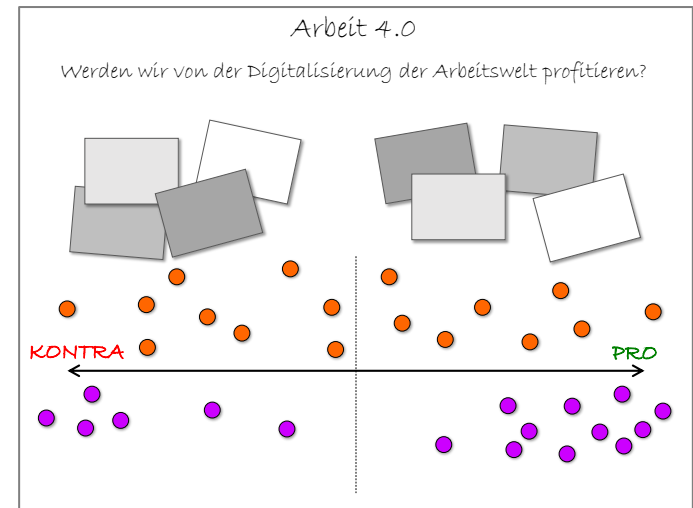 Arbeit 4.0
Werden wir von der Digitalisierung der Arbeitswelt profitieren?
KONTRA
PRO